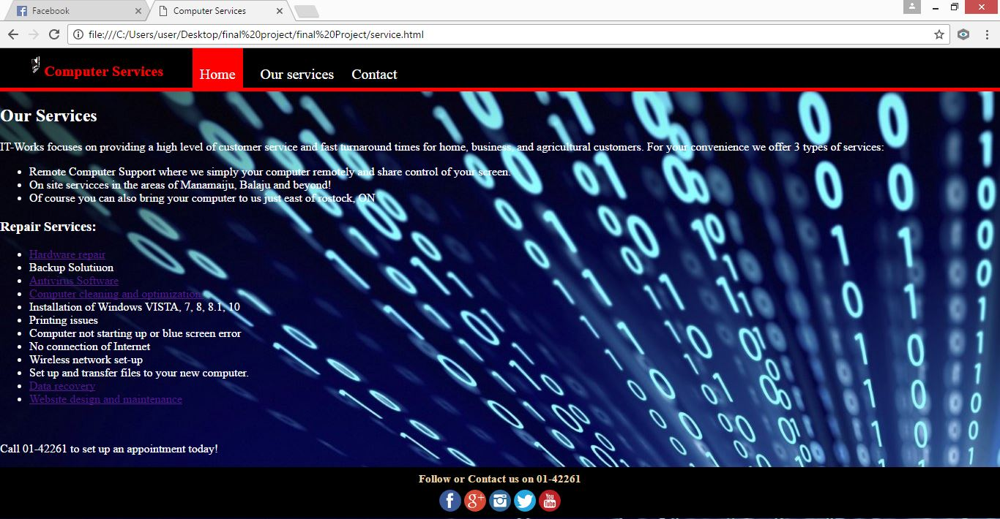 Facebook
Computer Services
file:///C:/Users/user/Desktop/final%20project/final%20Project/service.html
Computer Services
Home
Our services
Contact
Our Services
IT-Works focuses on providing a high level of customer service and fast turnaround times for home, business, and agricultural customers. For your convenience we offer 3 types of services:
Remote Computer Support where we simply your computer remotely and share control of your screen.
On site servicces in the areas of Manamaiju, Balaju and beyond!
Of course you can also bring your computer to us just east of rostock, ON
Repair Services:
Hardware repair
Backup Solutiuon
Antivirus Software
Computer cleaning and optimization
Installation of Windows VISTA, 7, 8, 8.1, 10
Printing issues
Computer not starting up or blue screen error
No connection of Internet
Wireless network set-up
Set up and transfer files to your new computer.
Data recovery
Website design and maintenance
Call 01-42261 to set up an appointment today!
Follow or Contact us on 01-42261
f
g+
You Tube